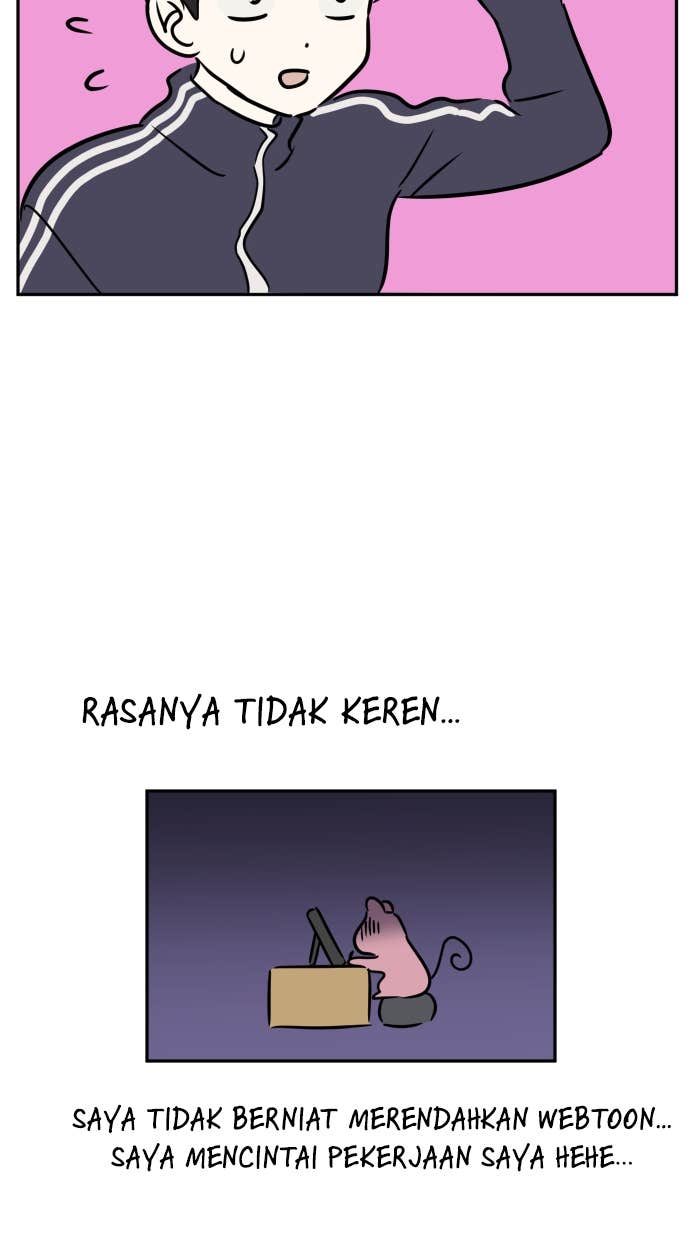 RASANYA TIDAK KEREN...
SAYA TIDAK BERNIAT MERENDAHKAN WEBTOON...
SAYA MENCINTAI PEKERJAAN SAYA HEHE...